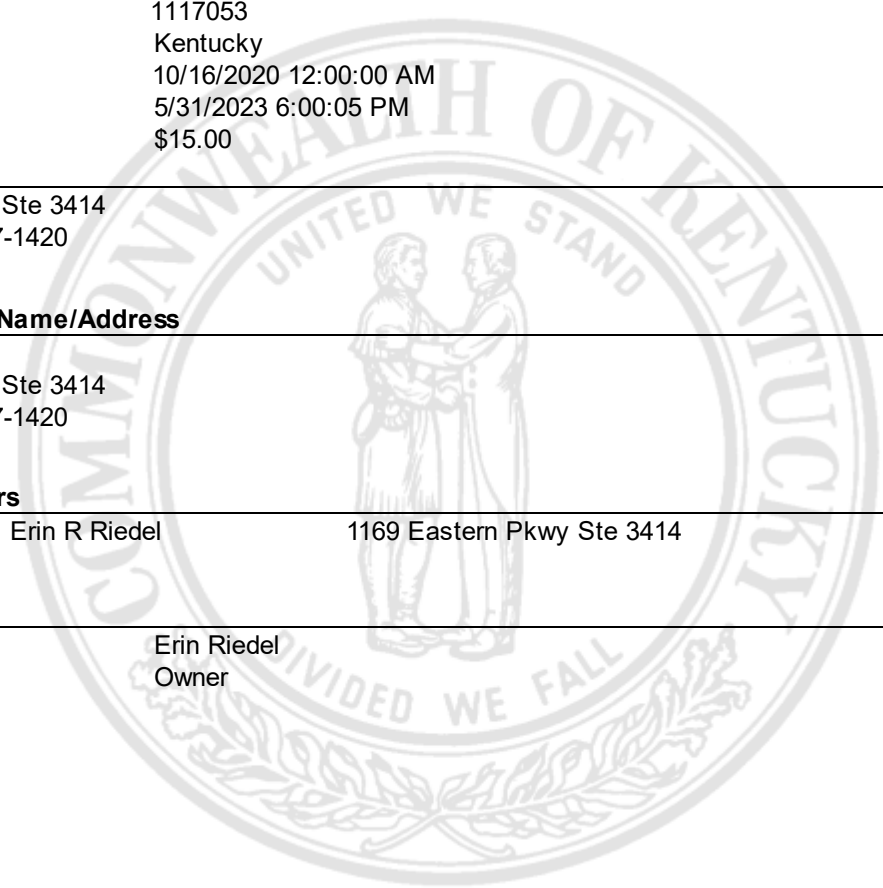 1117053
Kentucky
10/16/2020 12:00:00 AM
5/31/2023 6:00:05 PM
$15.00
Ste 3414
7-1420
Name/Address
Ste 3414
7-1420
rs
Erin R Riedel 1169 Eastern Pkwy Ste 3414
Erin Riedel
Owner
COMMONWEALTH OF KENTUCKY
UNITED WE STAND
DIVIDED WE FALL